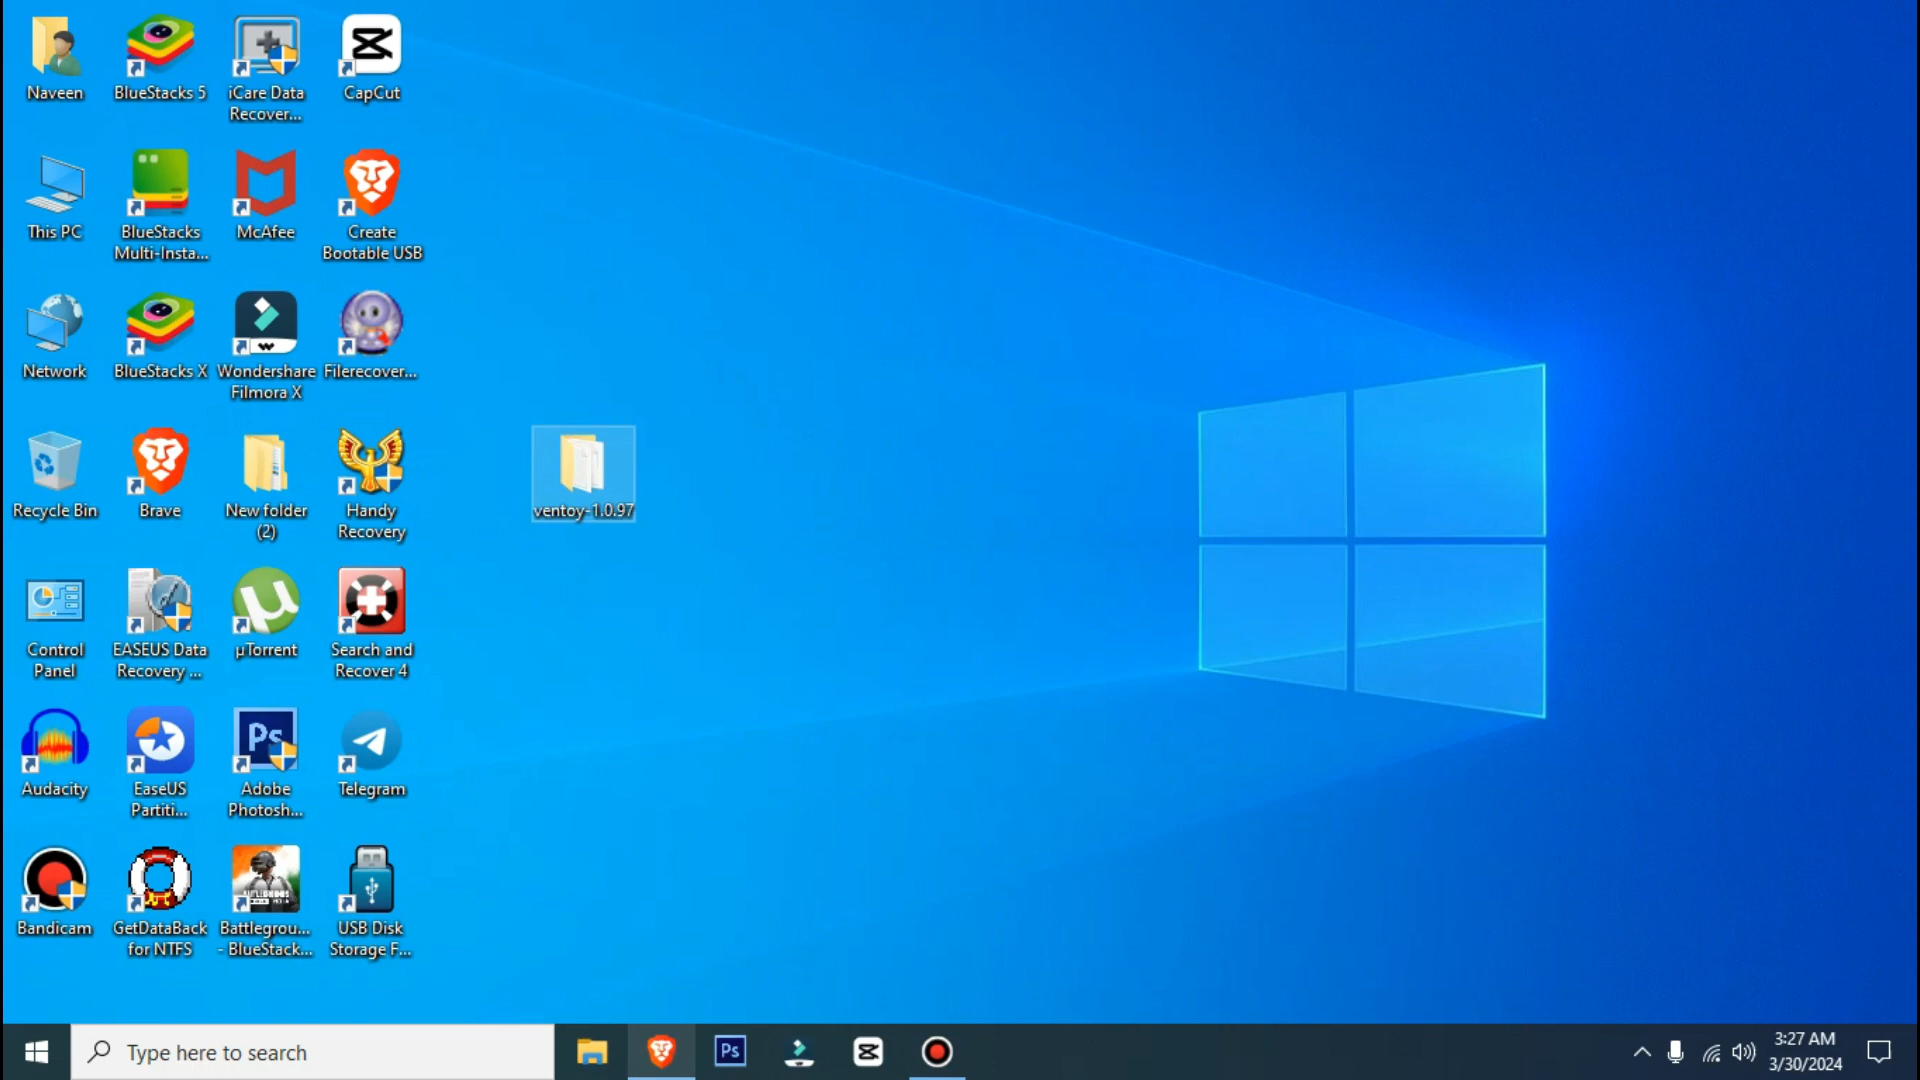 Naveen
BlueStacks 5
iCare Data
Recover...
CapCut
This PC
BlueStacks
Multi-Insta...
McAfee
Create
Bootable USB
Network
BlueStacks X
Wondershare
Filmora X
Filerecover...
Recycle Bin
Brave
New folder
(2)
Handy
Recovery
ventoy-1.0.97
Control
Panel
EASEUS Data
Recovery ...
µTorrent
Search and
Recover 4
Ps
Audacity
EaseUS
Partiti...
Adobe
Photosh...
Telegram
Bandicam
GetDataBack
for NTFS
Battlegrou...
- BlueStack...
USB Disk
Storage F...
Type here to search
Ps
3:27 AM
3/30/2024